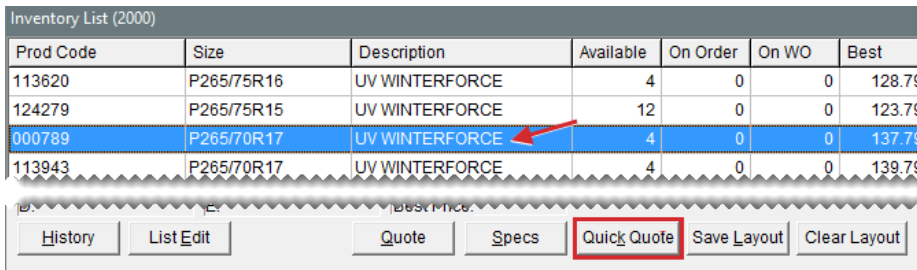 Inventory List (2000)
Prod Code Size Description Available On Order On WO Best
113620 P265/75R16 UV WINTERFORCE 4 0 0 128.79
124279 P265/75R15 UV WINTERFORCE 12 0 0 123.79
000789 P265/70R17 UV WINTERFORCE 4 0 0 137.79
113943 P265/70R17 UV WINTERFORCE 4 0 0 139.79
D: E: Best Price:
History List Edit Quote Specs Quick Quote Save Layout Clear Layout